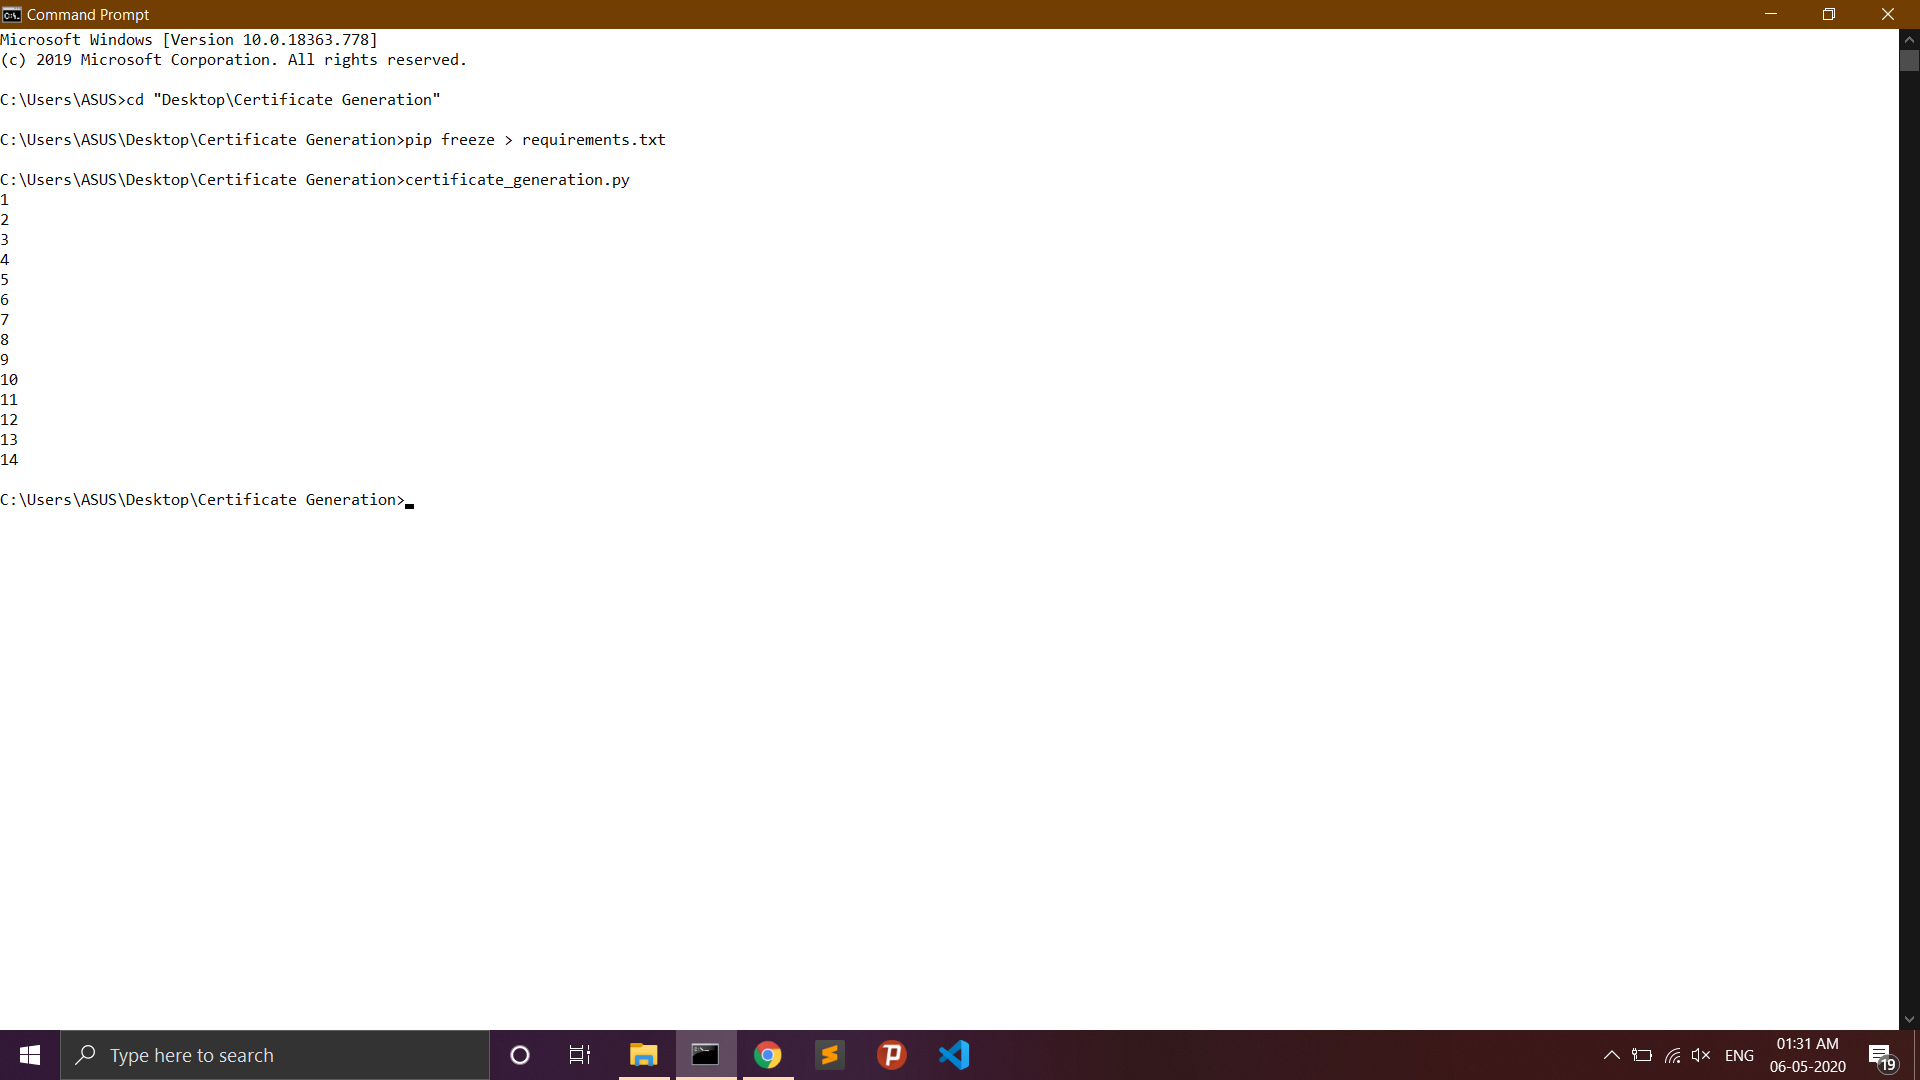 Command Prompt
Microsoft Windows [Version 10.0.18363.778]
(c) 2019 Microsoft Corporation. All rights reserved.
C:\Users\ASUS>cd "Desktop\Certificate Generation"
C:\Users\ASUS\Desktop\Certificate Generation>pip freeze > requirements.txt
C:\Users\ASUS\Desktop\Certificate Generation>certificate_generation.py
1
2
3
4
5
6
7
8
9
10
11
12
13
14
C:\Users\ASUS\Desktop\Certificate Generation>
Type here to search
ENG
01:31 AM
06-05-2020
19